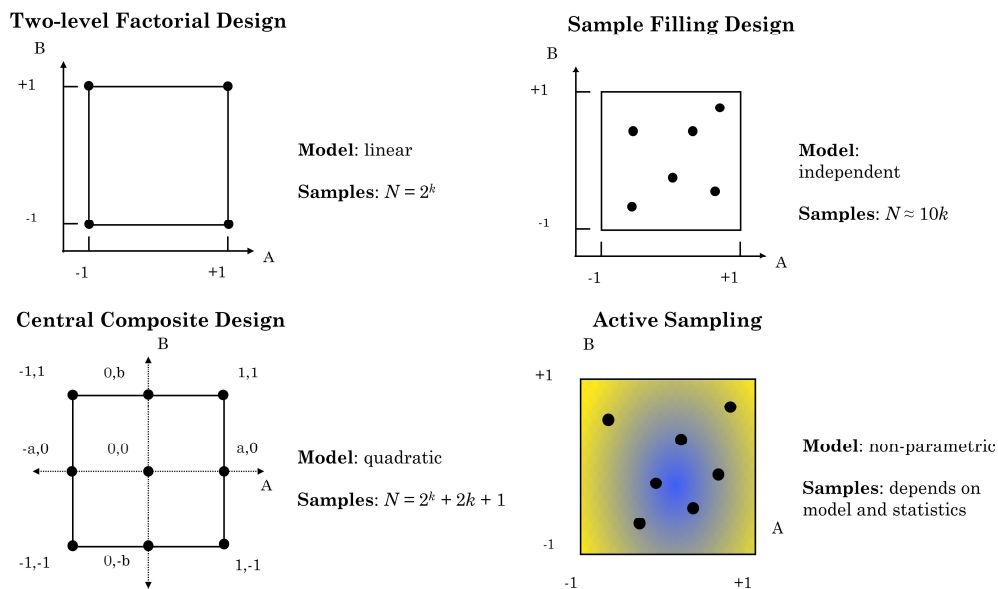 Two-level Factorial Design
B
+1
-1
-1
+1
A
Model: linear
Samples: N = 2^k
Sample Filling Design
B
+1
-1
-1
+1
A
Model:
independent
Samples: N ≈ 10k
Central Composite Design
B
-1,1
0,b
1,1
-a,0
0,0
a,0
A
-1,-1
0,-b
1,-1
Model: quadratic
Samples: N = 2^k + 2k + 1
Active Sampling
B
+1
-1
A
-1
+1
Model: non-parametric
Samples: depends on
model and statistics